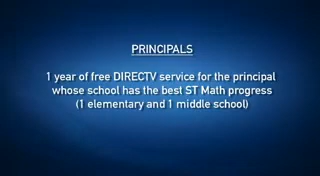 PRINCIPALS
1 year of free DIRECTV service for the principal
whose school has the best ST Math progress
(1 elementary and 1 middle school)